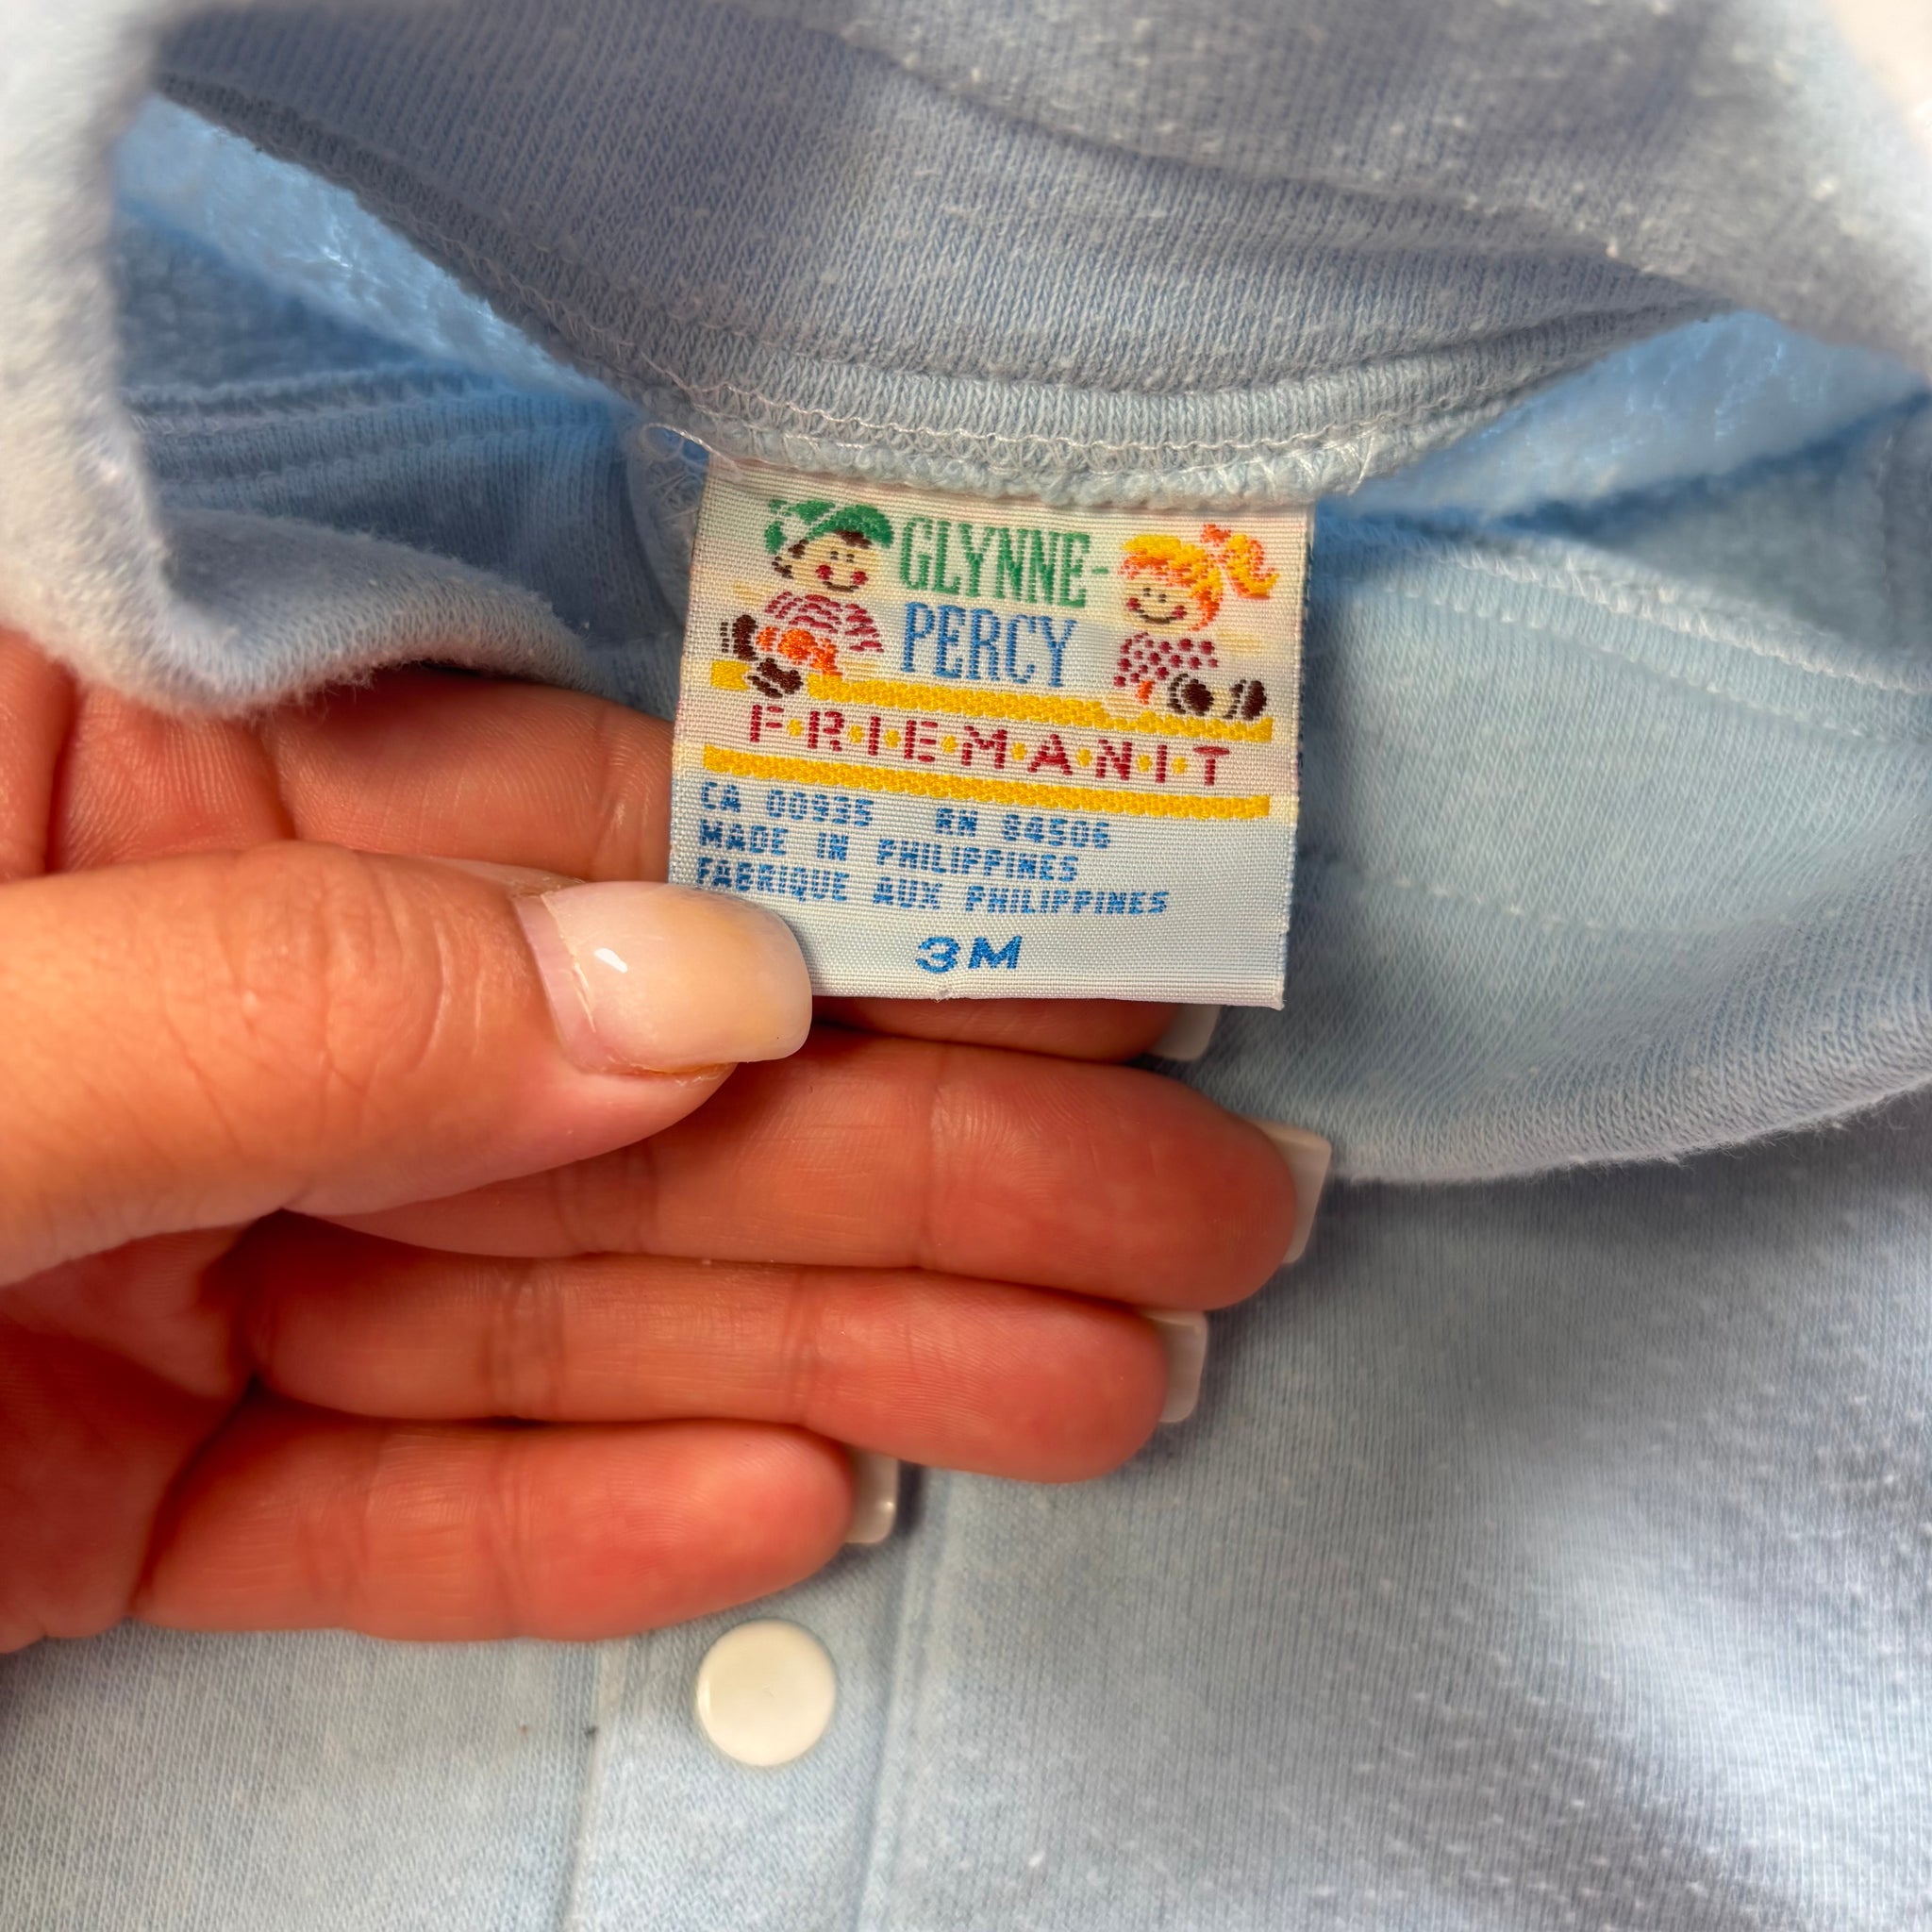 GLYNNE-
PERCY
F·R·I·E·M·A·N·I·T
CA 00935 RN 84506
MADE IN PHILIPPINES
FABRIQUE AUX PHILIPPINES
3M